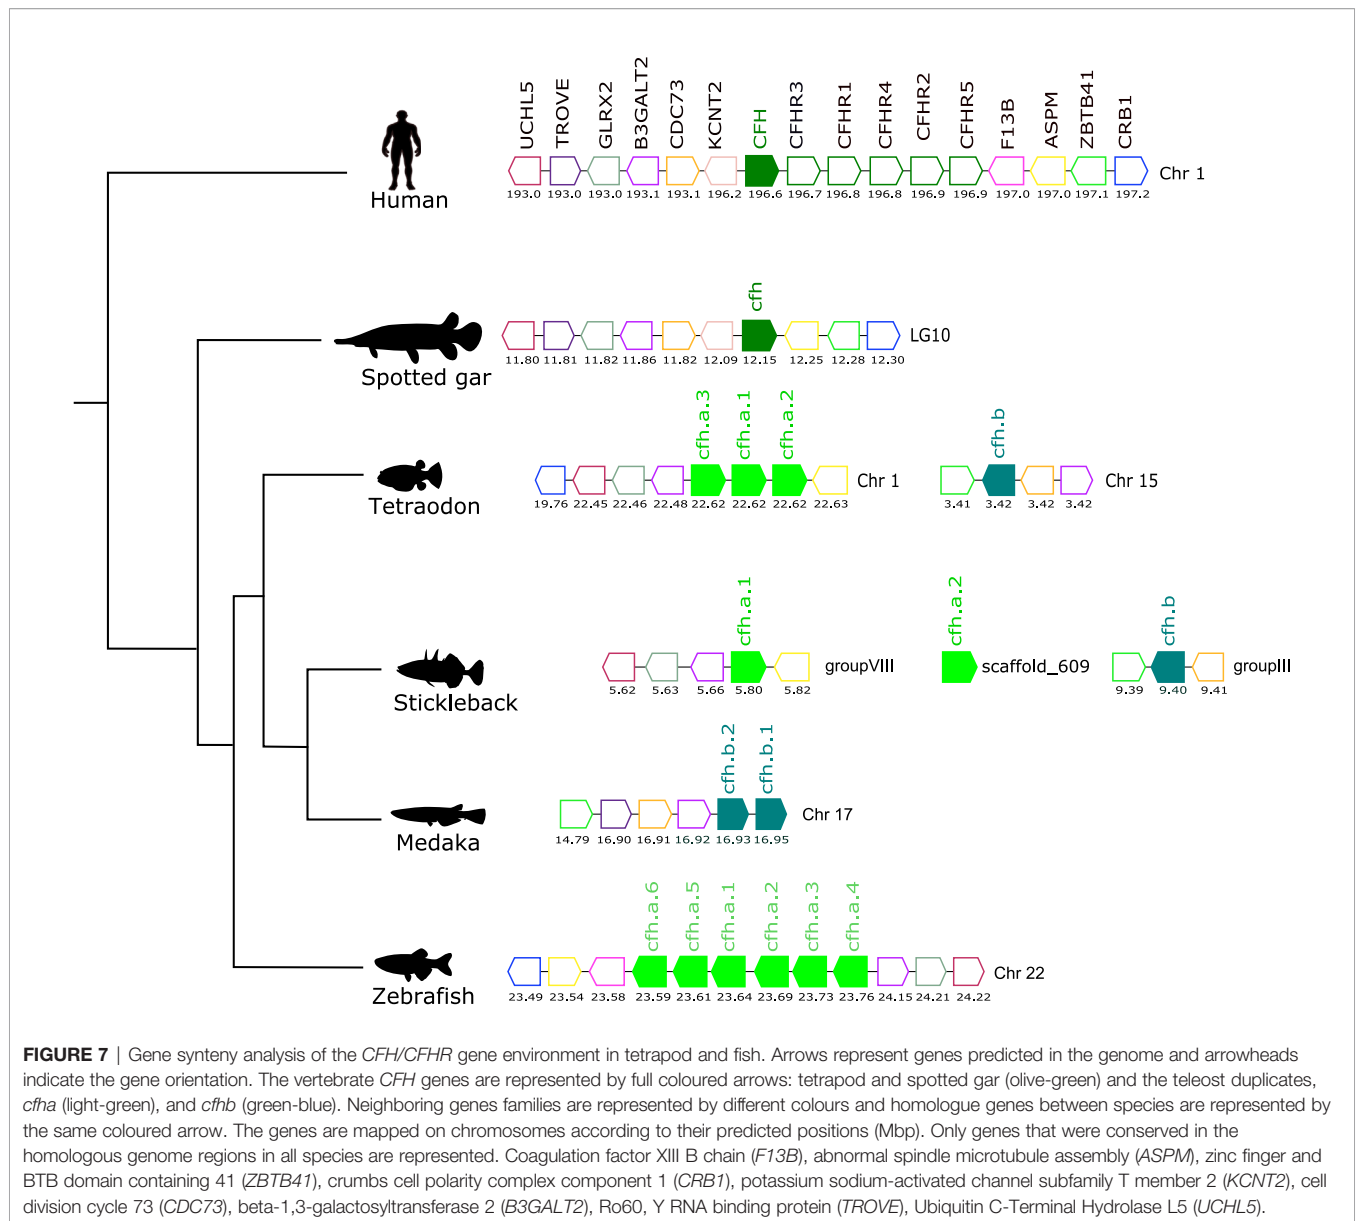 UCHL5 TROVE GLRX2 B3GALT2 CDC73 KCNT2 CFH CFHR3 CFHR1 CFHR4 CFHR2 CFHR5 F13B ASPM ZBTB41 CRB1
Chr 1
193.0 193.0 193.0 193.1 193.1 196.2 196.6 196.7 196.8 196.8 196.9 196.9 197.0 197.0 197.1 197.2
Human
cfh
LG10
11.80 11.81 11.82 11.86 11.82 12.09 12.15 12.25 12.28 12.30
Spotted gar
cfh.a.3 cfh.a.1 cfh.a.2 cfh.b
Chr 1 Chr 15
19.76 22.45 22.46 22.48 22.62 22.62 22.62 22.63 3.41 3.42 3.42 3.42
Tetraodon
cfh.a.1 cfh.a.2 cfh.b
groupVIII scaffold_609 groupIII
5.62 5.63 5.66 5.80 5.82 9.39 9.40 9.41
Stickleback
cfh.b.2 cfh.b.1
Chr 17
14.79 16.90 16.91 16.92 16.93 16.95
Medaka
cfh.a.6 cfh.a.5 cfh.a.1 cfh.a.2 cfh.a.3 cfh.a.4
Chr 22
23.49 23.54 23.58 23.59 23.61 23.64 23.69 23.73 23.76 24.15 24.21 24.22
Zebrafish
FIGURE 7 | Gene synteny analysis of the CFH/CFHR gene environment in tetrapod and fish. Arrows represent genes predicted in the genome and arrowheads
indicate the gene orientation. The vertebrate CFH genes are represented by full coloured arrows: tetrapod and spotted gar (olive-green) and the teleost duplicates,
cfha (light-green), and cfhb (green-blue). Neighboring genes families are represented by different colours and homologue genes between species are represented by
the same coloured arrow. The genes are mapped on chromosomes according to their predicted positions (Mbp). Only genes that were conserved in the
homologous genome regions in all species are represented. Coagulation factor XIII B chain (F13B), abnormal spindle microtubule assembly (ASPM), zinc finger and
BTB domain containing 41 (ZBTB41), crumbs cell polarity complex component 1 (CRB1), potassium sodium-activated channel subfamily T member 2 (KCNT2), cell
division cycle 73 (CDC73), beta-1,3-galactosyltransferase 2 (B3GALT2), Ro60, Y RNA binding protein (TROVE), Ubiquitin C-Terminal Hydrolase L5 (UCHL5).